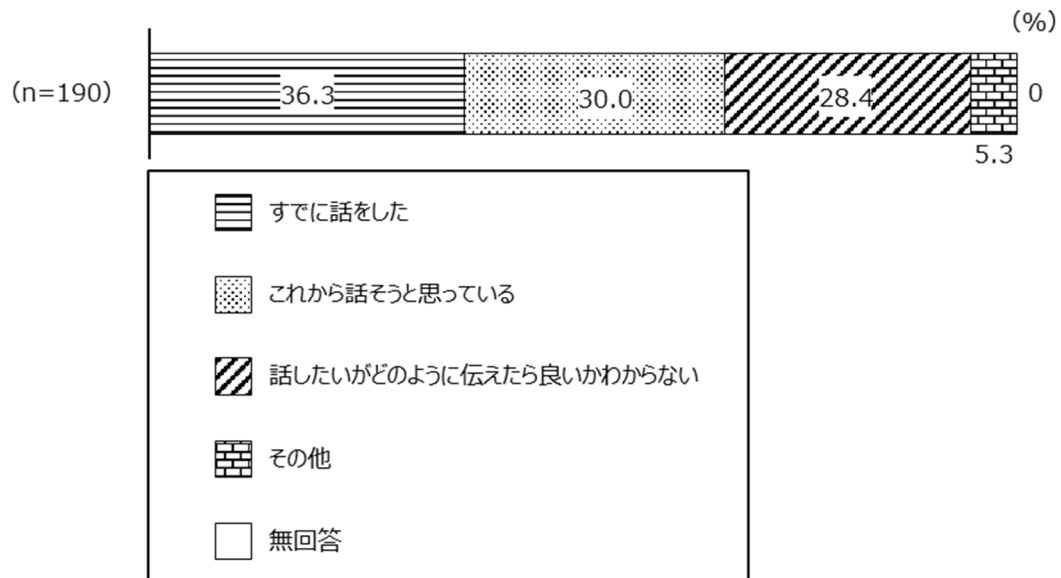 (%)
(n=190)
36.3
30.0
28.4
0
5.3
すでに話をした
これから話そうと思っている
話したいがどのように伝えたら良いかわからない
その他
無回答